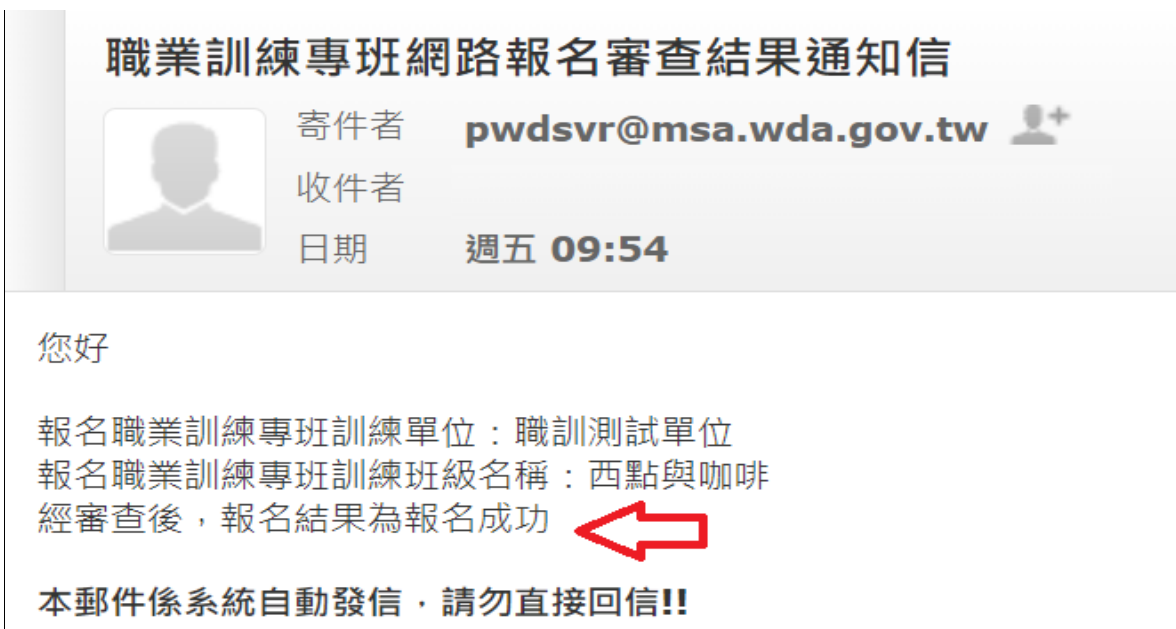 職業訓練專班網路報名審查結果通知信
寄件者 pwdsvr@msa.wda.gov.tw
收件者
日期 週五 09:54
您好
報名職業訓練專班訓練單位：職訓測試單位
報名職業訓練專班訓練班級名稱：西點與咖啡
經審查後，報名結果為報名成功
本郵件係系統自動發信，請勿直接回信!!